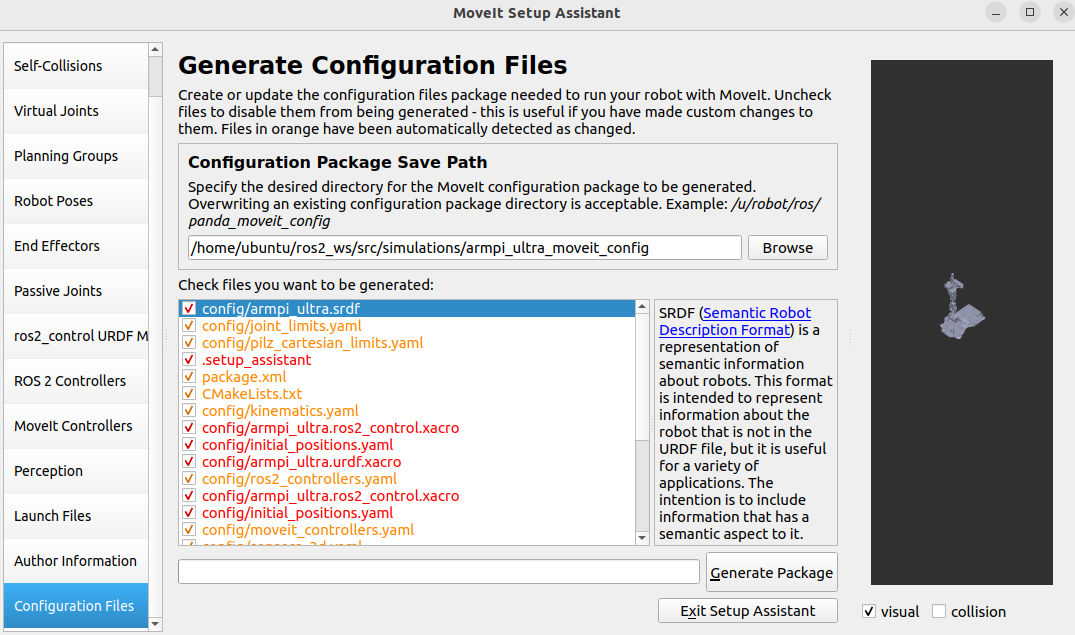 MoveIt Setup Assistant
Self-Collisions
Virtual Joints
Planning Groups
Robot Poses
End Effectors
Passive Joints
ros2_control URDF M
ROS 2 Controllers
MoveIt Controllers
Perception
Launch Files
Author Information
Configuration Files
Generate Configuration Files
Create or update the configuration files package needed to run your robot with MoveIt. Uncheck
files to disable them from being generated - this is useful if you have made custom changes to
them. Files in orange have been automatically detected as changed.
Configuration Package Save Path
Specify the desired directory for the MoveIt configuration package to be generated.
Overwriting an existing configuration package directory is acceptable. Example: /u/robot/ros/
panda_moveit_config
/home/ubuntu/ros2_ws/src/simulations/armpi_ultra_moveit_config
Browse
Check files you want to be generated:
config/armpi_ultra.srdf
config/joint_limits.yaml
config/pilz_cartesian_limits.yaml
.setup_assistant
package.xml
CMakeLists.txt
config/kinematics.yaml
config/armpi_ultra.ros2_control.xacro
config/initial_positions.yaml
config/armpi_ultra.urdf.xacro
config/ros2_controllers.yaml
config/armpi_ultra.ros2_control.xacro
config/initial_positions.yaml
config/moveit_controllers.yaml
SRDF (Semantic Robot
Description Format) is a
representation of
semantic information
about robots. This format
is intended to represent
information about the
robot that is not in the
URDF file, but it is useful
for a variety of
applications. The
intention is to include
information that has a
semantic aspect to it.
Generate Package
Exit Setup Assistant
visual
collision